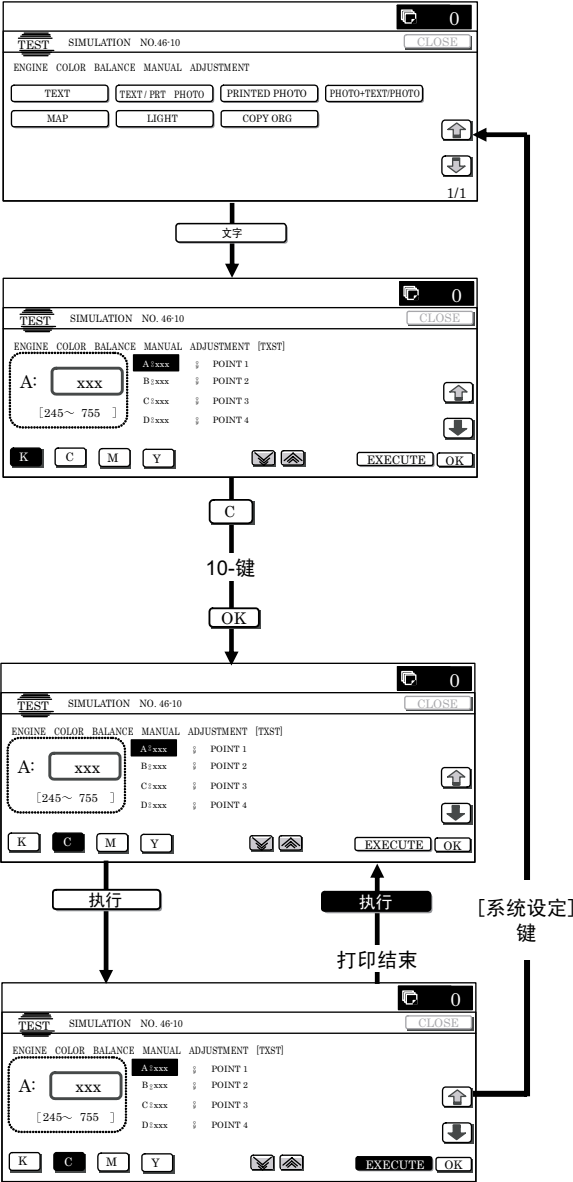 0
TEST SIMULATION NO.46-10 CLOSE
ENGINE COLOR BALANCE MANUAL ADJUSTMENT
TEXT TEXT / PRT PHOTO PRINTED PHOTO PHOTO+TEXT/PHOTO
MAP LIGHT COPY ORG
1/1
文字
0
TEST SIMULATION NO. 46-10 CLOSE
ENGINE COLOR BALANCE MANUAL ADJUSTMENT [TXST]
A: xxx
[245～ 755 ]
A:xxx : POINT 1
B:xxx : POINT 2
C:xxx : POINT 3
D:xxx : POINT 4
K C M Y EXECUTE OK
C
10-键
OK
0
TEST SIMULATION NO. 46-10 CLOSE
ENGINE COLOR BALANCE MANUAL ADJUSTMENT [TXST]
A: xxx
[245～ 755 ]
A:xxx : POINT 1
B:xxx : POINT 2
C:xxx : POINT 3
D:xxx : POINT 4
K C M Y EXECUTE OK
执行
执行
打印结束
[系统设定]
键
0
TEST SIMULATION NO. 46-10 CLOSE
ENGINE COLOR BALANCE MANUAL ADJUSTMENT [TXST]
A: xxx
[245～ 755 ]
A:xxx : POINT 1
B:xxx : POINT 2
C:xxx : POINT 3
D:xxx : POINT 4
K C M Y EXECUTE OK